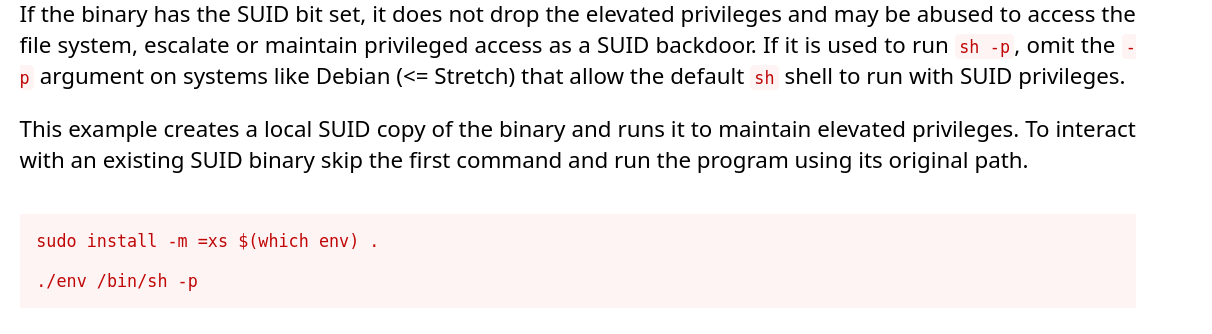 If the binary has the SUID bit set, it does not drop the elevated privileges and may be abused to access the
file system, escalate or maintain privileged access as a SUID backdoor. If it is used to run sh -p, omit the -
p argument on systems like Debian (<= Stretch) that allow the default sh shell to run with SUID privileges.
This example creates a local SUID copy of the binary and runs it to maintain elevated privileges. To interact
with an existing SUID binary skip the first command and run the program using its original path.
sudo install -m =xs $(which env) .
./env /bin/sh -p